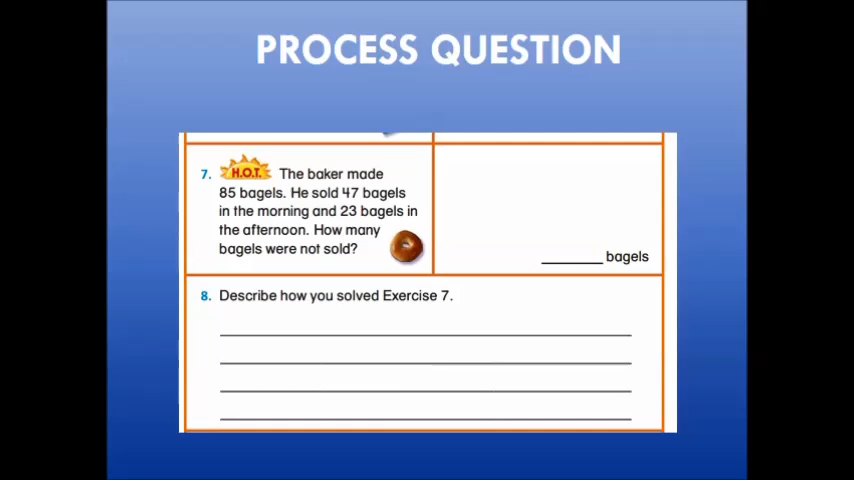 PROCESS QUESTION
7. H.O.T. The baker made
85 bagels. He sold 47 bagels
in the morning and 23 bagels in
the afternoon. How many
bagels were not sold?
________ bagels
8. Describe how you solved Exercise 7.